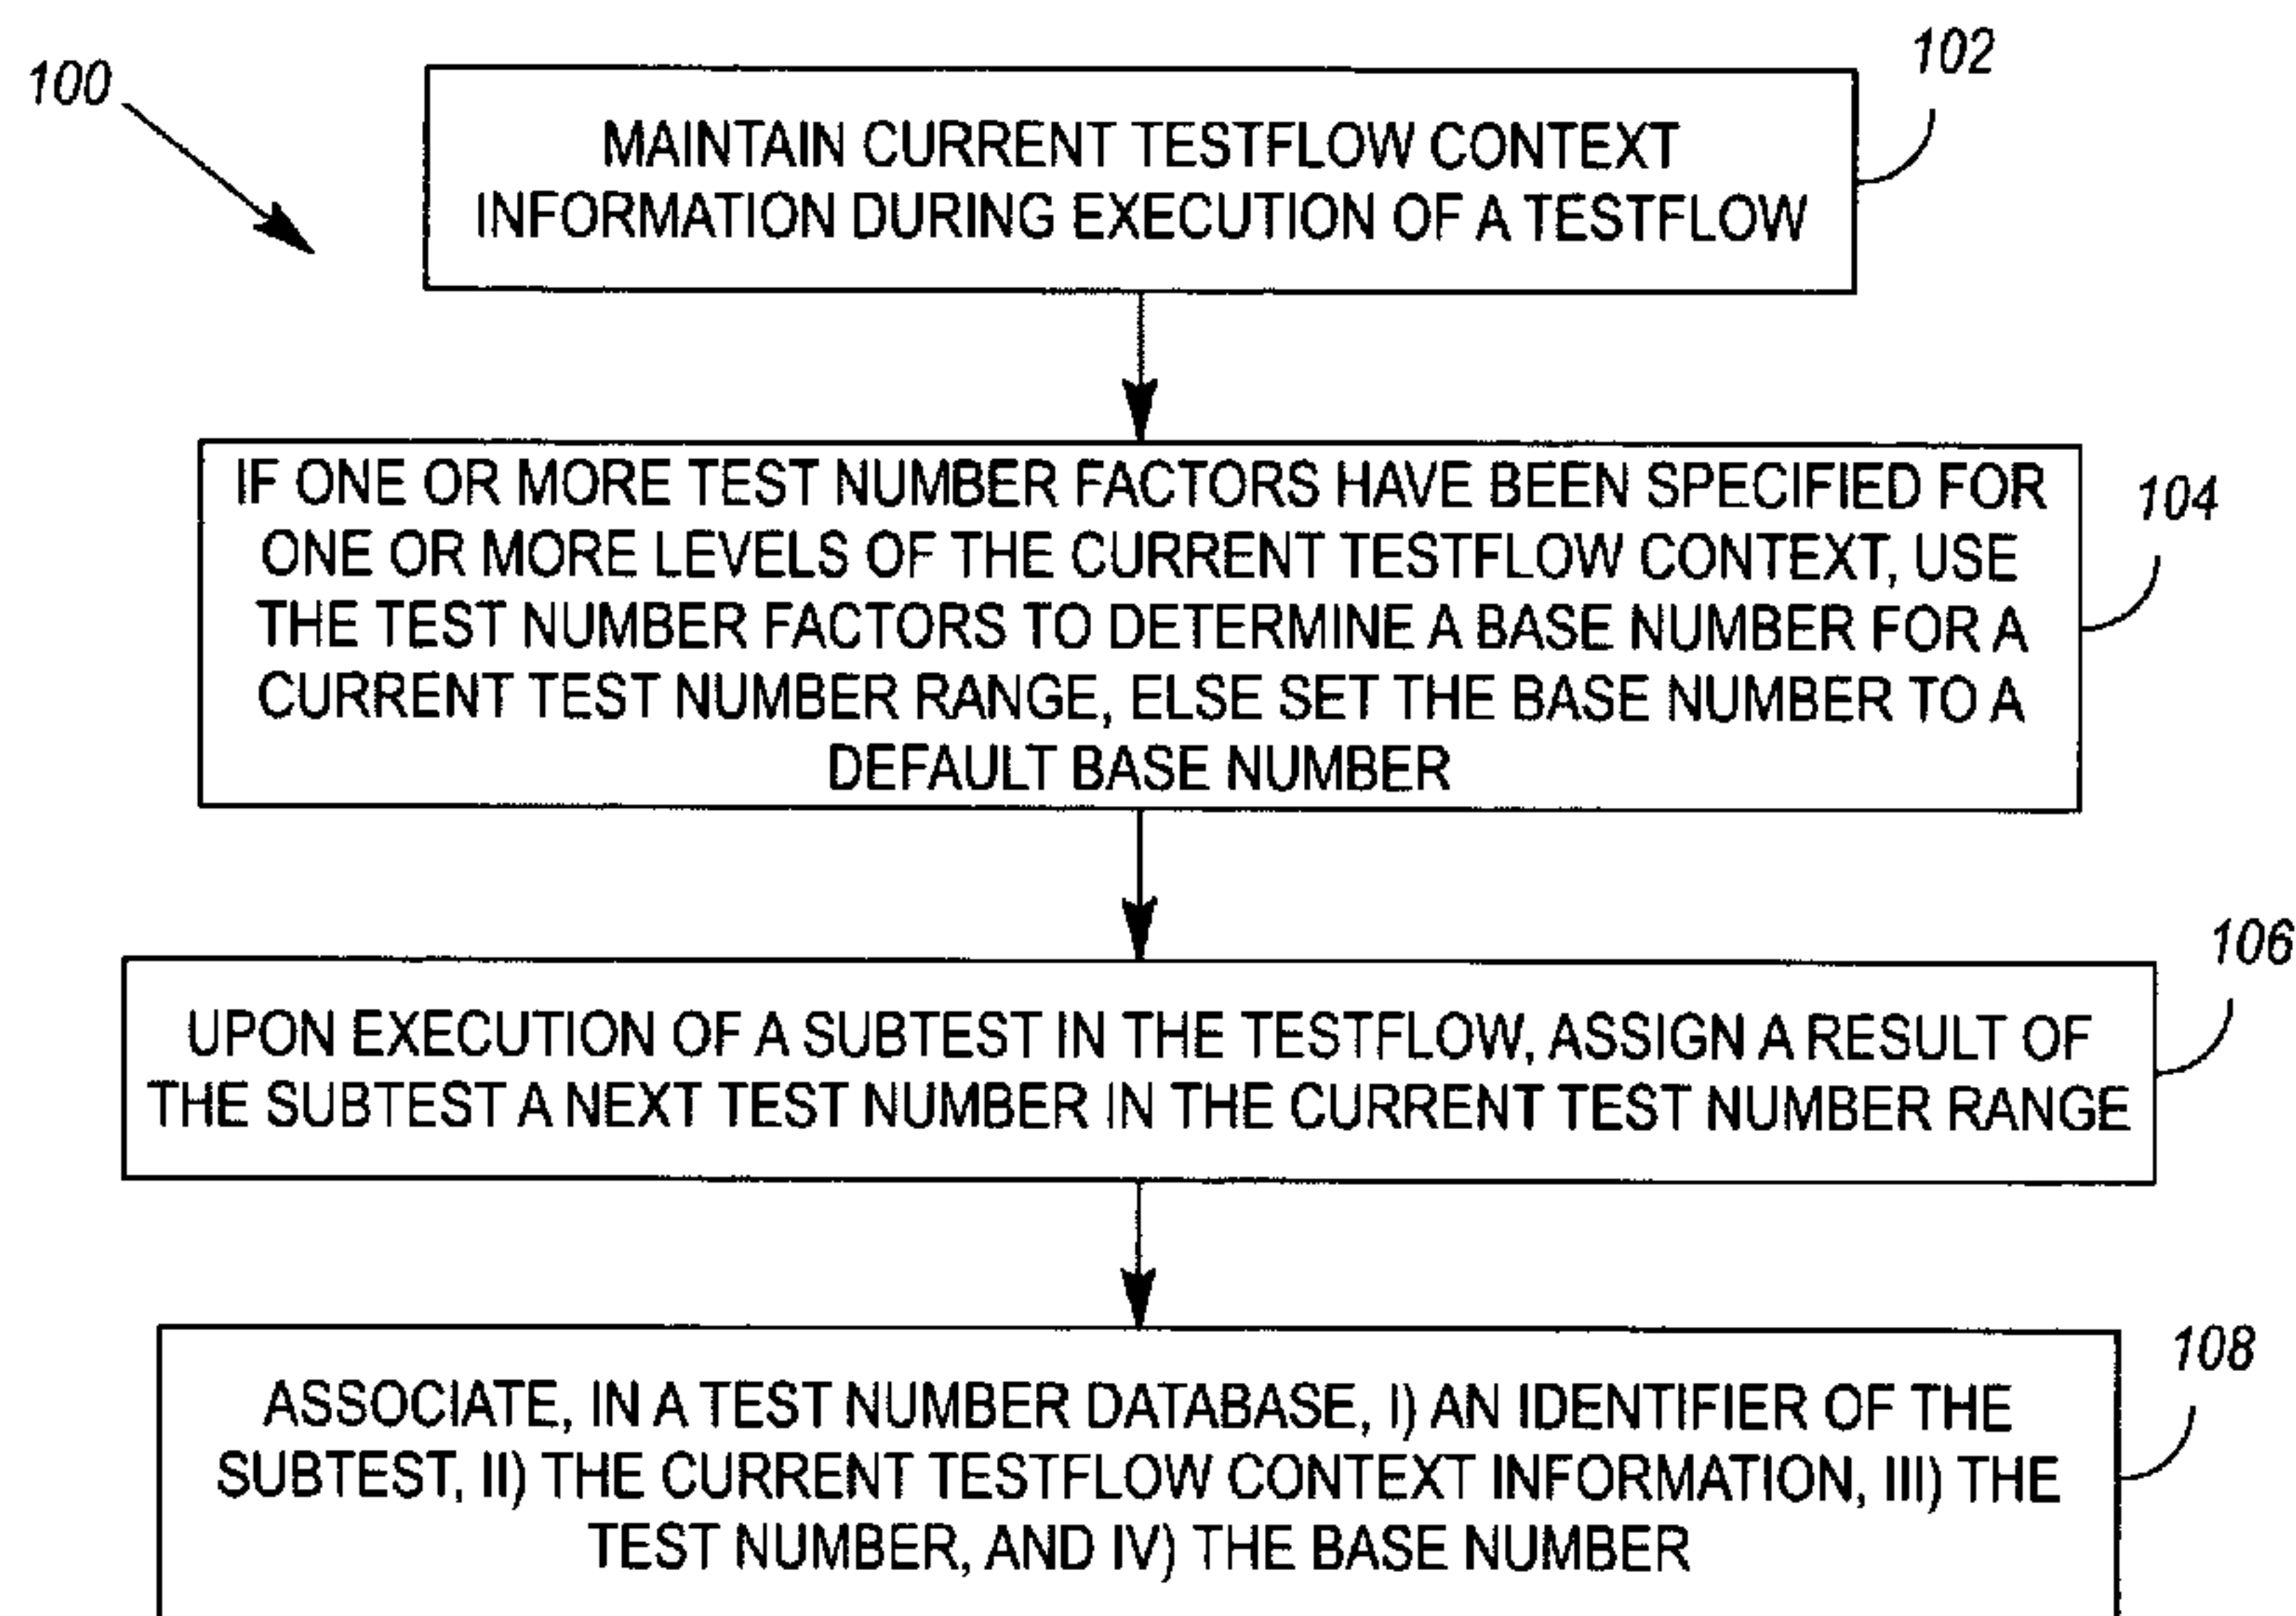 100
102
MAINTAIN CURRENT TESTFLOW CONTEXT
INFORMATION DURING EXECUTION OF A TESTFLOW
104
IF ONE OR MORE TEST NUMBER FACTORS HAVE BEEN SPECIFIED FOR
ONE OR MORE LEVELS OF THE CURRENT TESTFLOW CONTEXT, USE
THE TEST NUMBER FACTORS TO DETERMINE A BASE NUMBER FOR A
CURRENT TEST NUMBER RANGE, ELSE SET THE BASE NUMBER TO A
DEFAULT BASE NUMBER
106
UPON EXECUTION OF A SUBTEST IN THE TESTFLOW, ASSIGN A RESULT OF
THE SUBTEST A NEXT TEST NUMBER IN THE CURRENT TEST NUMBER RANGE
108
ASSOCIATE, IN A TEST NUMBER DATABASE, I) AN IDENTIFIER OF THE
SUBTEST, II) THE CURRENT TESTFLOW CONTEXT INFORMATION, III) THE
TEST NUMBER, AND IV) THE BASE NUMBER